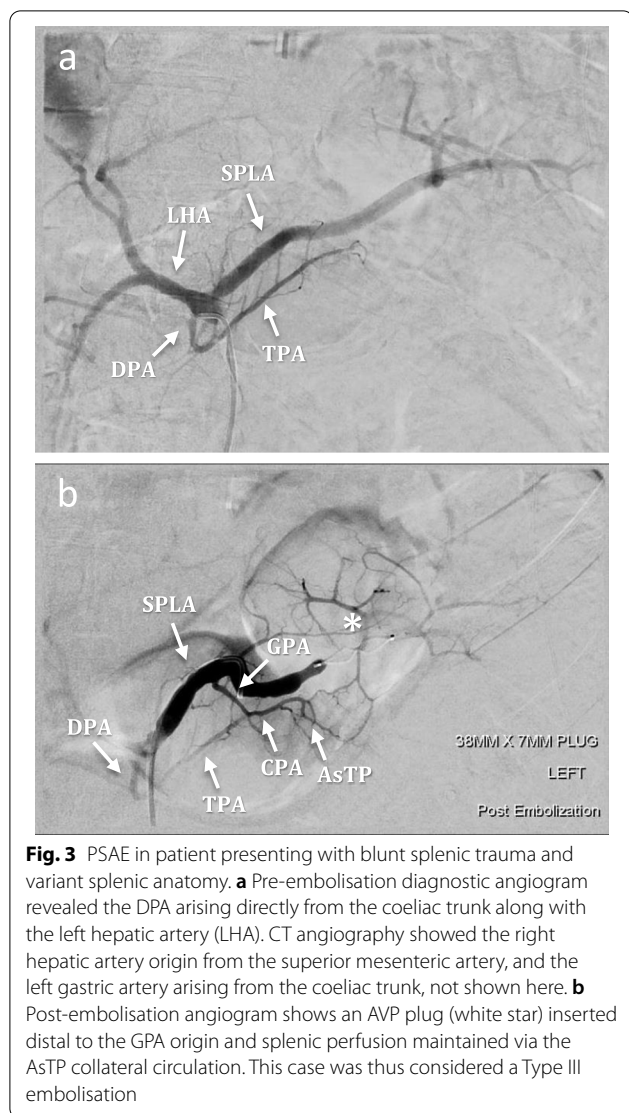 a
SPLA
LHA
DPA
TPA
b
SPLA
GPA
*
DPA
TPA
CPA
AsTP
38MM X 7MM PLUG
LEFT
Post Embolization
Fig. 3 PSAE in patient presenting with blunt splenic trauma and
variant splenic anatomy. a Pre-embolisation diagnostic angiogram
revealed the DPA arising directly from the coeliac trunk along with
the left hepatic artery (LHA). CT angiography showed the right
hepatic artery origin from the superior mesenteric artery, and the
left gastric artery arising from the coeliac trunk, not shown here. b
Post-embolisation angiogram shows an AVP plug (white star) inserted
distal to the GPA origin and splenic perfusion maintained via the
AsTP collateral circulation. This case was thus considered a Type III
embolisation